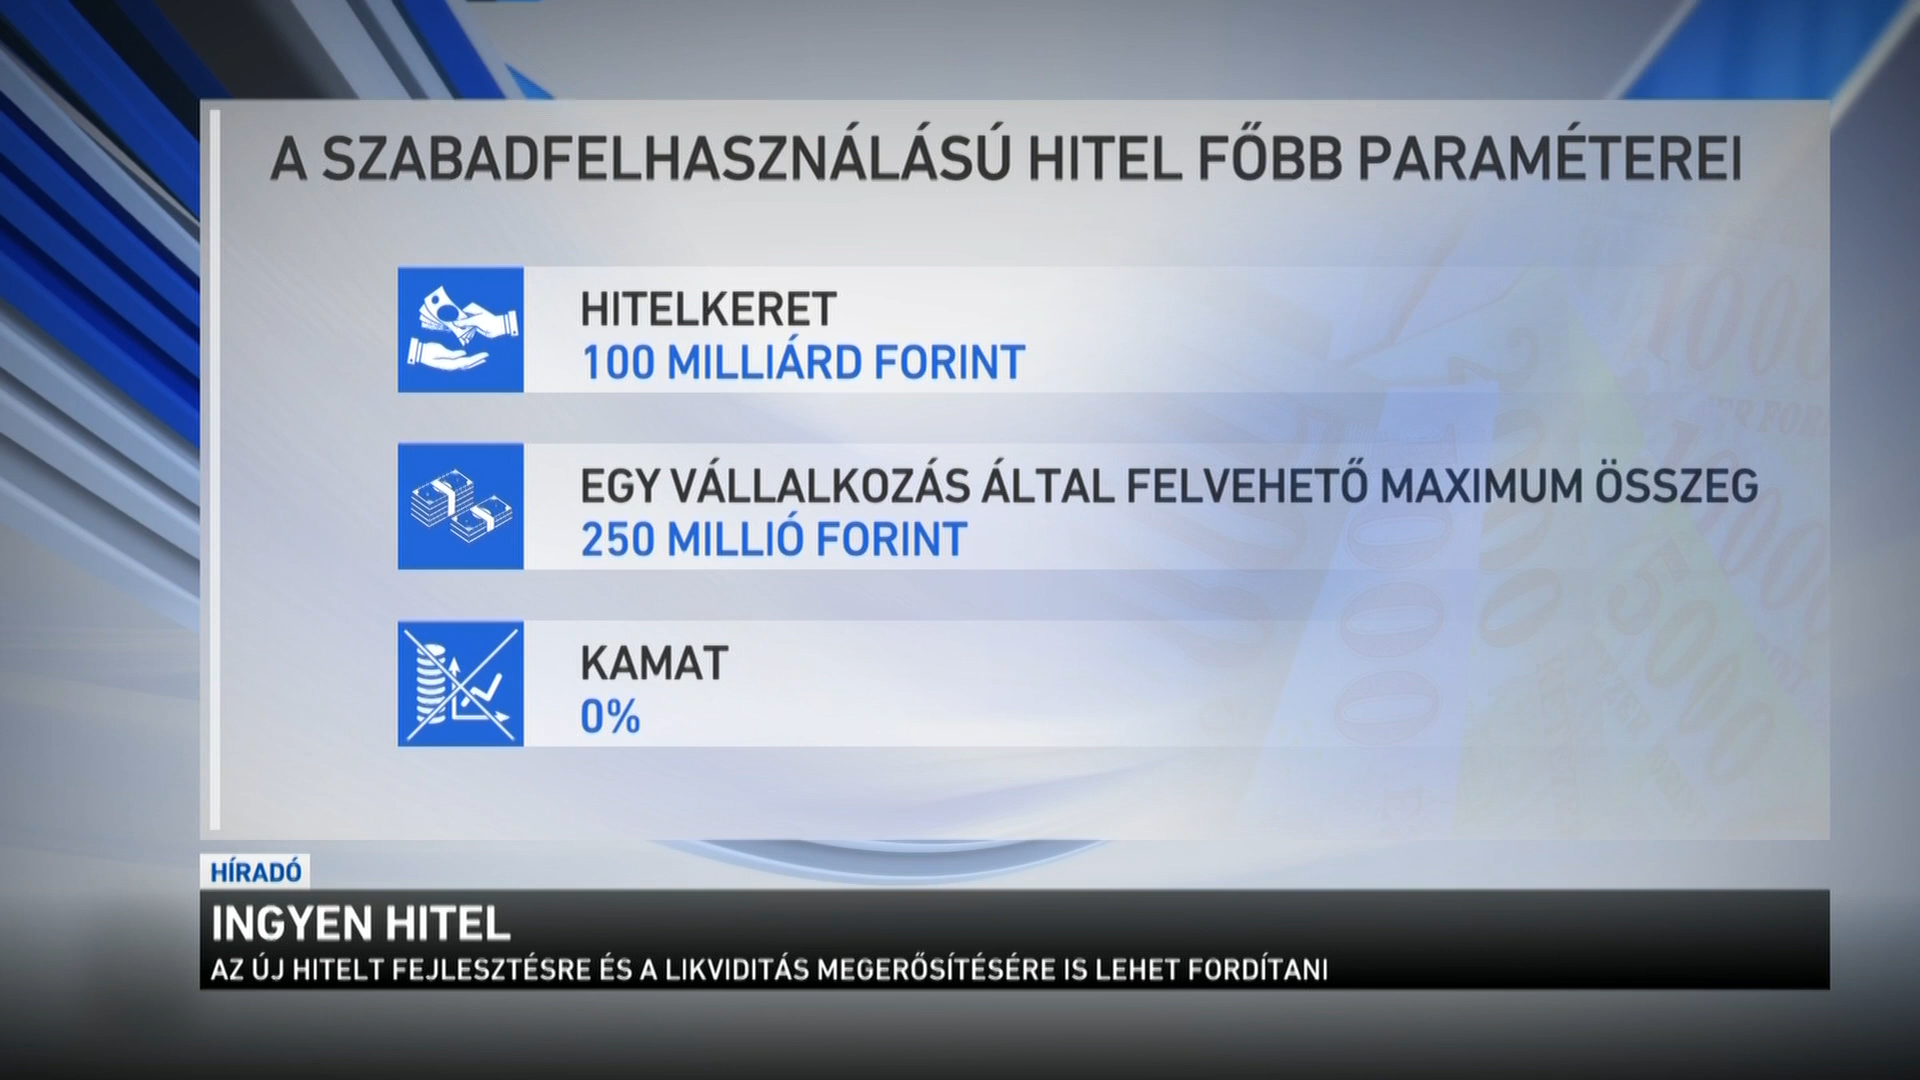 A SZABADFELHASZNÁLÁSÚ HITEL FŐBB PARAMÉTEREI
HITELKERET
100 MILLIÁRD FORINT
EGY VÁLLALKOZÁS ÁLTAL FELVEHETŐ MAXIMUM ÖSSZEG
250 MILLIÓ FORINT
KAMAT
0%
HÍRADÓ
INGYEN HITEL
AZ ÚJ HITELT FEJLESZTÉSRE ÉS A LIKVIDITÁS MEGERŐSÍTÉSÉRE IS LEHET FORDÍTANI